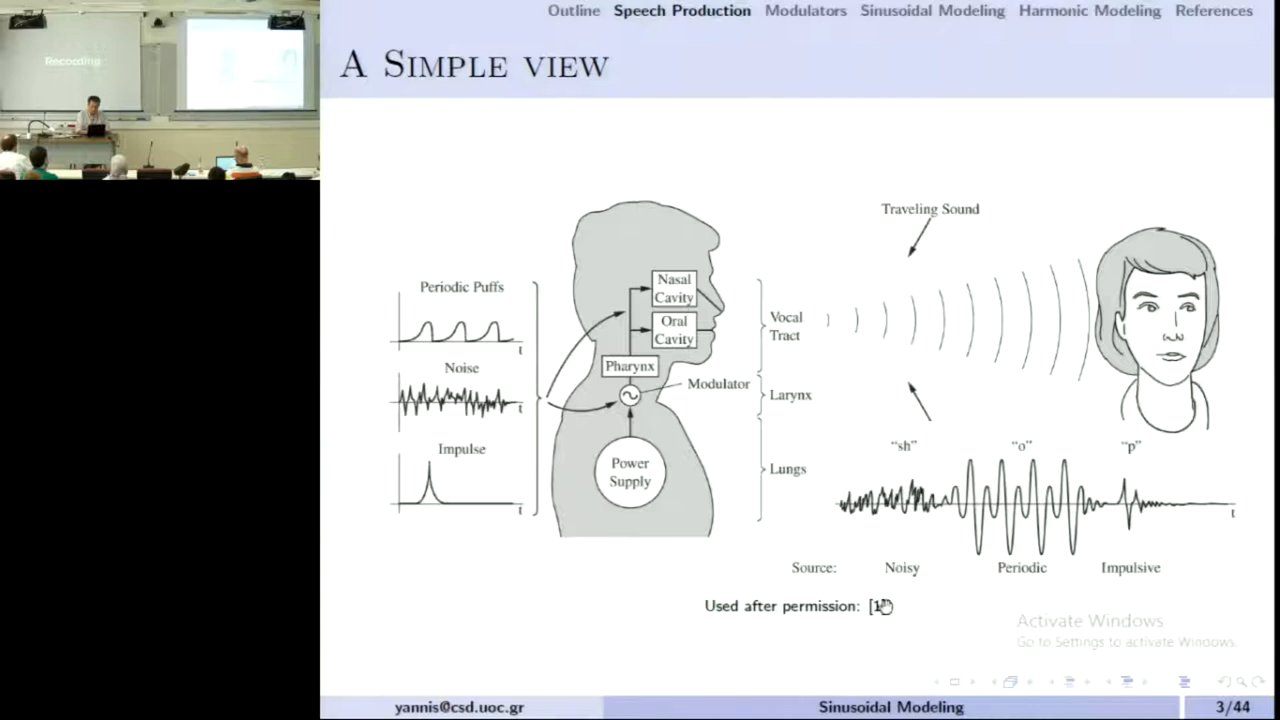 Recording
Outline Speech Production Modulators Sinusoidal Modeling Harmonic Modeling References
A SIMPLE VIEW
Traveling Sound
Periodic Puffs
t
Noise
t
Impulse
t
Nasal
Cavity
Oral
Cavity
Pharynx
Modulator
Power
Supply
Vocal
Tract
Larynx
Lungs
"sh" "o" "p"
t
Source: Noisy Periodic Impulsive
Used after permission: [1
Activate Windows
Go to Settings to activate Windows.
yannis@csd.uoc.gr Sinusoidal Modeling 3/44